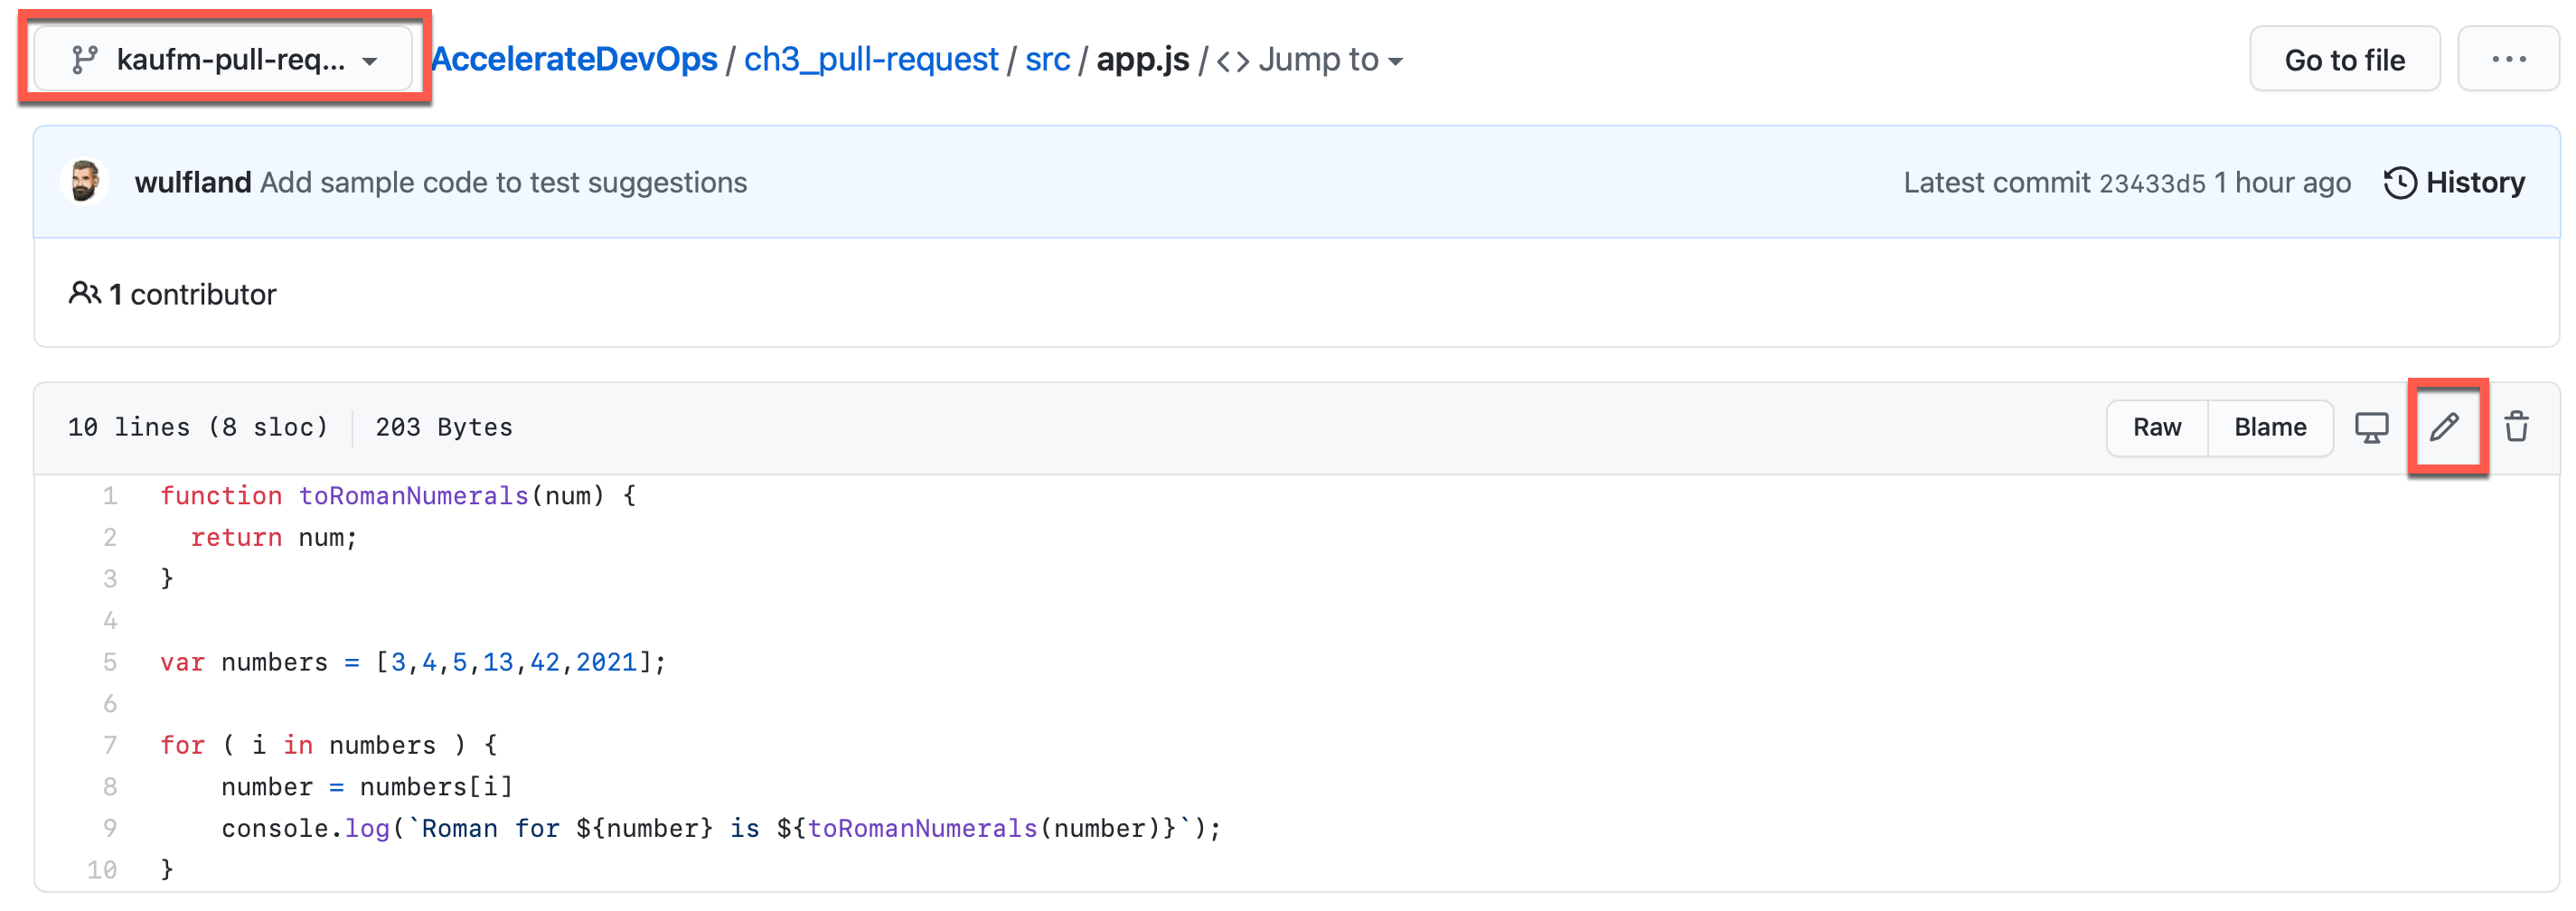 kaufm-pull-req... AccelerateDevOps / ch3_pull-request / src / app.js / <> Jump to Go to file ...
wulfland Add sample code to test suggestions Latest commit 23433d5 1 hour ago History
1 contributor
10 lines (8 sloc) 203 Bytes Raw Blame
1 function toRomanNumerals(num) {
2   return num;
3 }
4
5 var numbers = [3,4,5,13,42,2021];
6
7 for ( i in numbers ) {
8     number = numbers[i]
9     console.log(`Roman for ${number} is ${toRomanNumerals(number)}`);
10 }